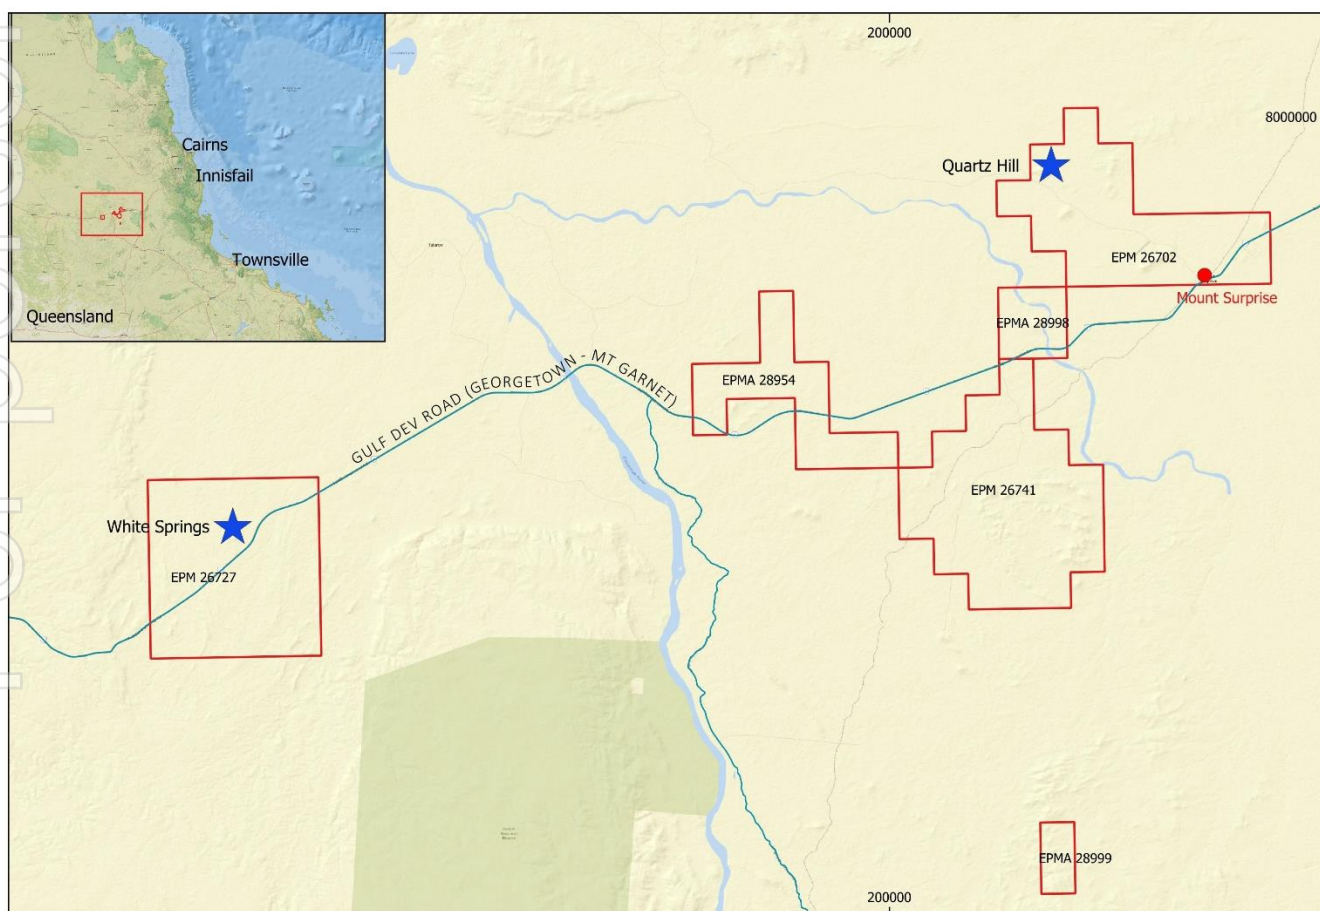 200000
8000000
Cairns
Innisfail
Townsville
Queensland
Quartz Hill
EPM 26702
Mount Surprise
EPMA 28998
EPMA 28954
GULF DEV ROAD (GEORGETOWN - MT GARNET)
EPM 26741
White Springs
EPM 26727
EPMA 28999
200000